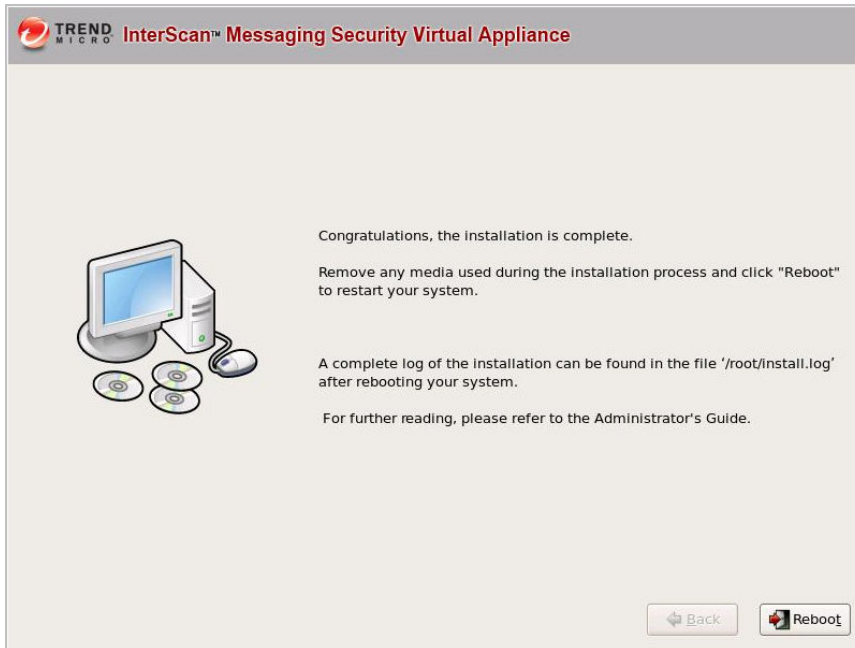 TREND MICRO InterScan™ Messaging Security Virtual Appliance
Congratulations, the installation is complete.
Remove any media used during the installation process and click "Reboot"
to restart your system.
A complete log of the installation can be found in the file ‘/root/install.log’
after rebooting your system.
For further reading, please refer to the Administrator's Guide.
Back Reboot